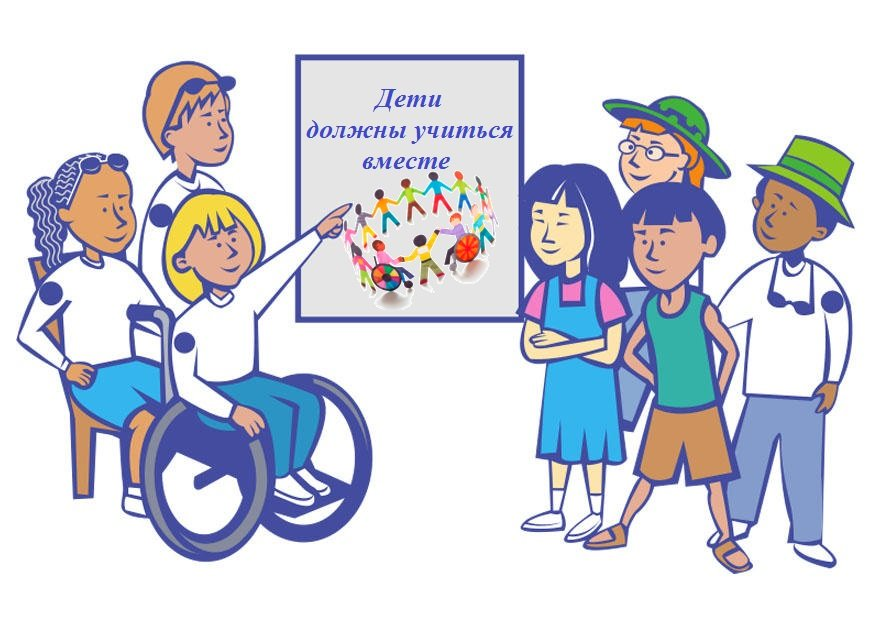 Дети
должны учиться
вместе